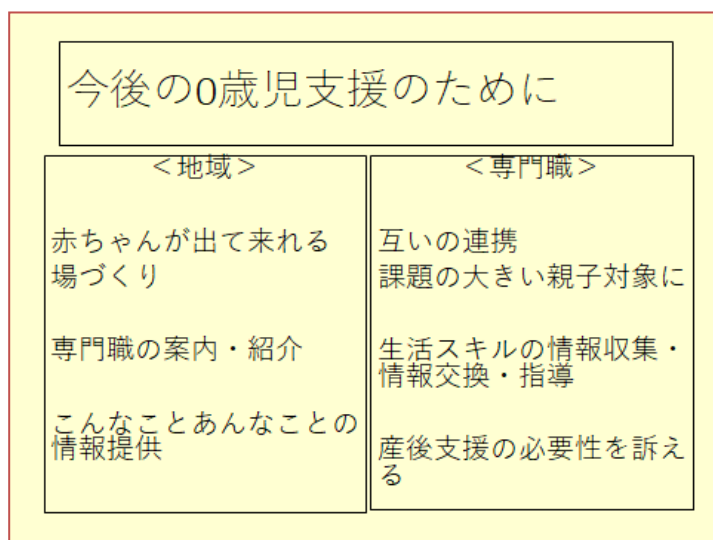 今後の0歳児支援のために
＜地域＞
赤ちゃんが出て来れる
場づくり
専門職の案内・紹介
こんなことあんなことの
情報提供
＜専門職＞
互いの連携
課題の大きい親子対象に
生活スキルの情報収集・
情報交換・指導
産後支援の必要性を訴え
る